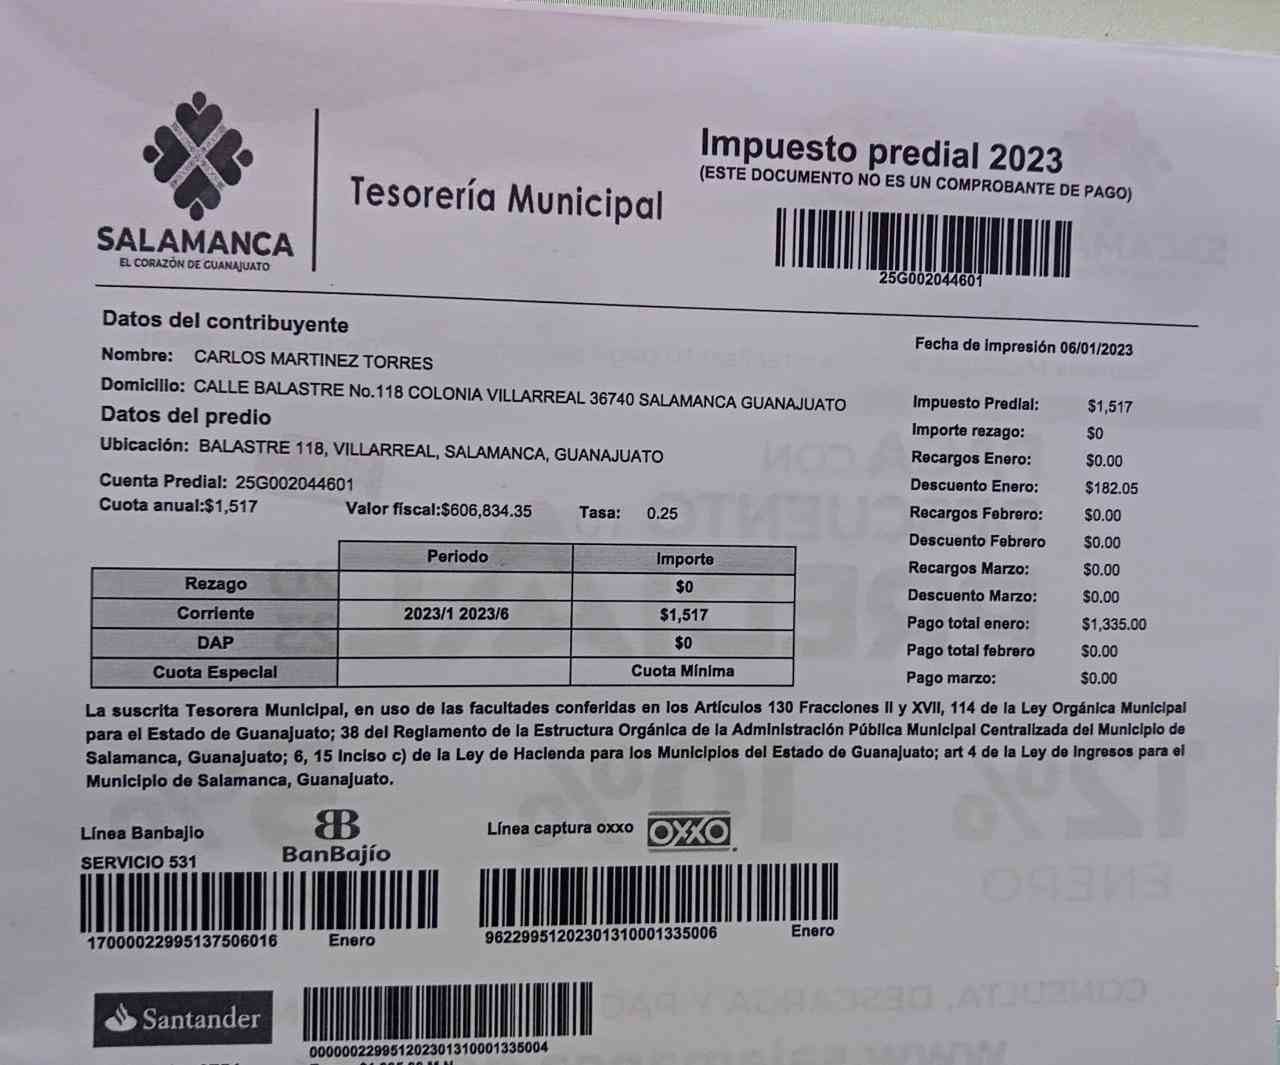 Impuesto predial 2023
(ESTE DOCUMENTO NO ES UN COMPROBANTE DE PAGO)
Tesorería Municipal
SALAMANCA
EL CORAZÓN DE GUANAJUATO
25G002044601
Datos del contribuyente
Fecha de impresión 06/01/2023
Nombre: CARLOS MARTINEZ TORRES
Domicilio: CALLE BALASTRE No.118 COLONIA VILLARREAL 36740 SALAMANCA GUANAJUATO
Datos del predio
Ubicación: BALASTRE 118, VILLARREAL, SALAMANCA, GUANAJUATO
Cuenta Predial: 25G002044601
Cuota anual:$1,517 Valor fiscal:$606,834.35 Tasa: 0.25
Periodo Importe
Rezago $0
Corriente 2023/1 2023/6 $1,517
DAP $0
Cuota Especial Cuota Mínima
Impuesto Predial: $1,517
Importe rezago: $0
Recargos Enero: $0.00
Descuento Enero: $182.05
Recargos Febrero: $0.00
Descuento Febrero $0.00
Recargos Marzo: $0.00
Descuento Marzo: $0.00
Pago total enero: $1,335.00
Pago total febrero $0.00
Pago marzo: $0.00
La suscrita Tesorera Municipal, en uso de las facultades conferidas en los Artículos 130 Fracciones II y XVII, 114 de la Ley Orgánica Municipal
para el Estado de Guanajuato; 38 del Reglamento de la Estructura Orgánica de la Administración Pública Municipal Centralizada del Municipio de
Salamanca, Guanajuato; 6, 15 Inciso c) de la Ley de Hacienda para los Municipios del Estado de Guanajuato; art 4 de la Ley de Ingresos para el
Municipio de Salamanca, Guanajuato.
Línea Banbajio
SERVICIO 531
BB
BanBajío
Línea captura oxxo OXXO
17000022995137506016 Enero
962299512023013100013350​06 Enero
Santander
00000022995120230131000133​5004